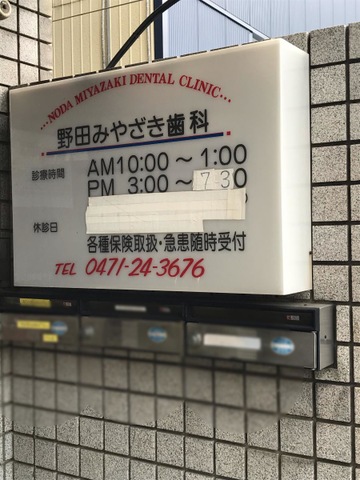 ...NODA MIYAZAKI DENTAL CLINIC...
野田みやざき歯科
診療時間 AM10:00〜1:00
PM 3:00〜7:30
休診日
各種保険取扱・急患随時受付
TEL 0471-24-3676